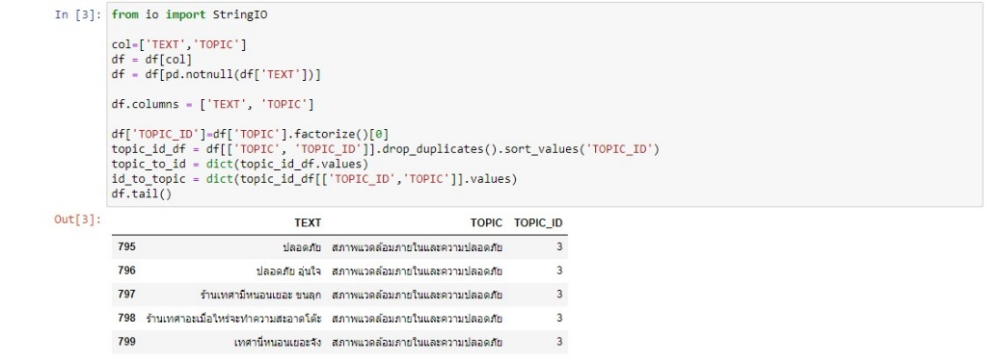 In [3]: from io import StringIO
col=['TEXT','TOPIC']
df = df[col]
df = df[pd.notnull(df['TEXT'])]
df.columns = ['TEXT', 'TOPIC']
df['TOPIC_ID']=df['TOPIC'].factorize()[0]
topic_id_df = df[['TOPIC', 'TOPIC_ID']].drop_duplicates().sort_values('TOPIC_ID')
topic_to_id = dict(topic_id_df.values)
id_to_topic = dict(topic_id_df[['TOPIC_ID','TOPIC']].values)
df.tail()
Out[3]:
TEXT TOPIC TOPIC_ID
795 ปลอดภัย สภาพแวดล้อมภายในและความปลอดภัย 3
796 ปลอดภัย อุ่นใจ สภาพแวดล้อมภายในและความปลอดภัย 3
797 ร้านเทศามีหนอนเยอะ ขนลุก สภาพแวดล้อมภายในและความปลอดภัย 3
798 ร้านเทศาอะเมื่อไหร่จะทำความสะอาดโต๊ะ สภาพแวดล้อมภายในและความปลอดภัย 3
799 เทศานี่หนอนเยอะจัง สภาพแวดล้อมภายในและความปลอดภัย 3